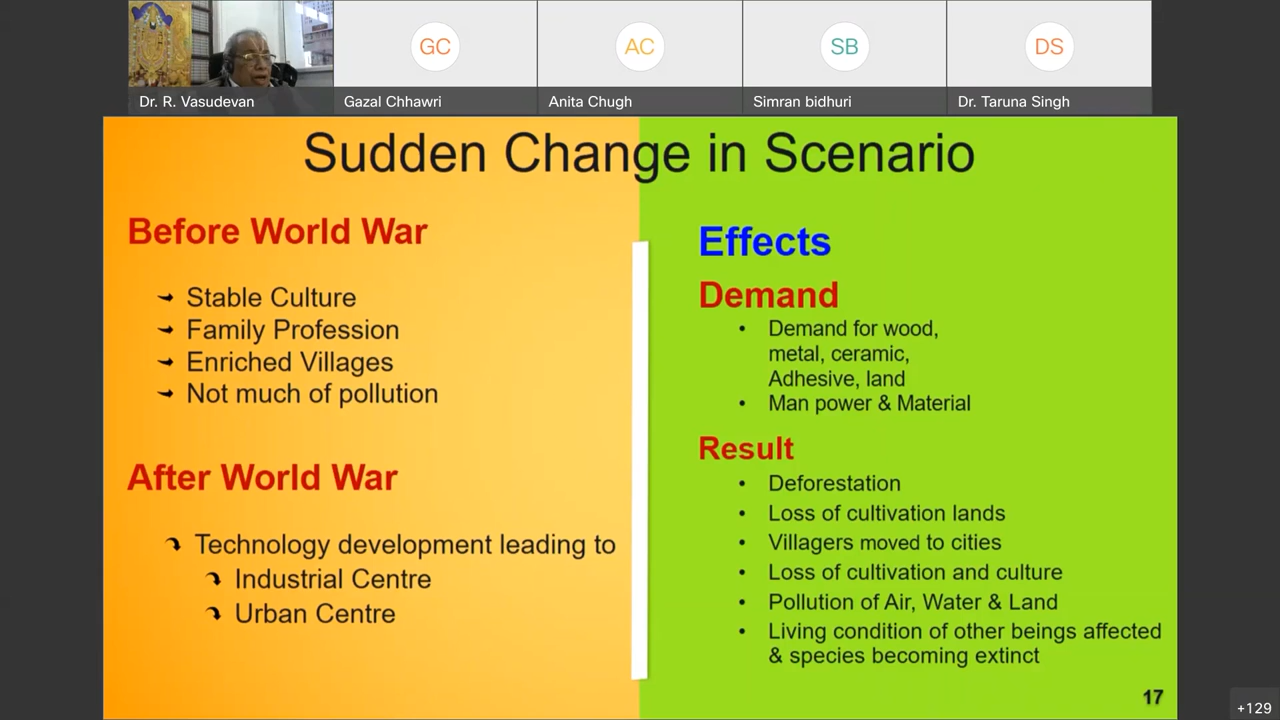 GC
AC
SB
DS
Dr. R. Vasudevan
Gazal Chhawri
Anita Chugh
Simran bidhuri
Dr. Taruna Singh
Sudden Change in Scenario
Before World War
Stable Culture
Family Profession
Enriched Villages
Not much of pollution
After World War
Technology development leading to
Industrial Centre
Urban Centre
Effects
Demand
• Demand for wood,
metal, ceramic,
Adhesive, land
• Man power & Material
Result
• Deforestation
• Loss of cultivation lands
• Villagers moved to cities
• Loss of cultivation and culture
• Pollution of Air, Water & Land
• Living condition of other beings affected
& species becoming extinct
17
+129